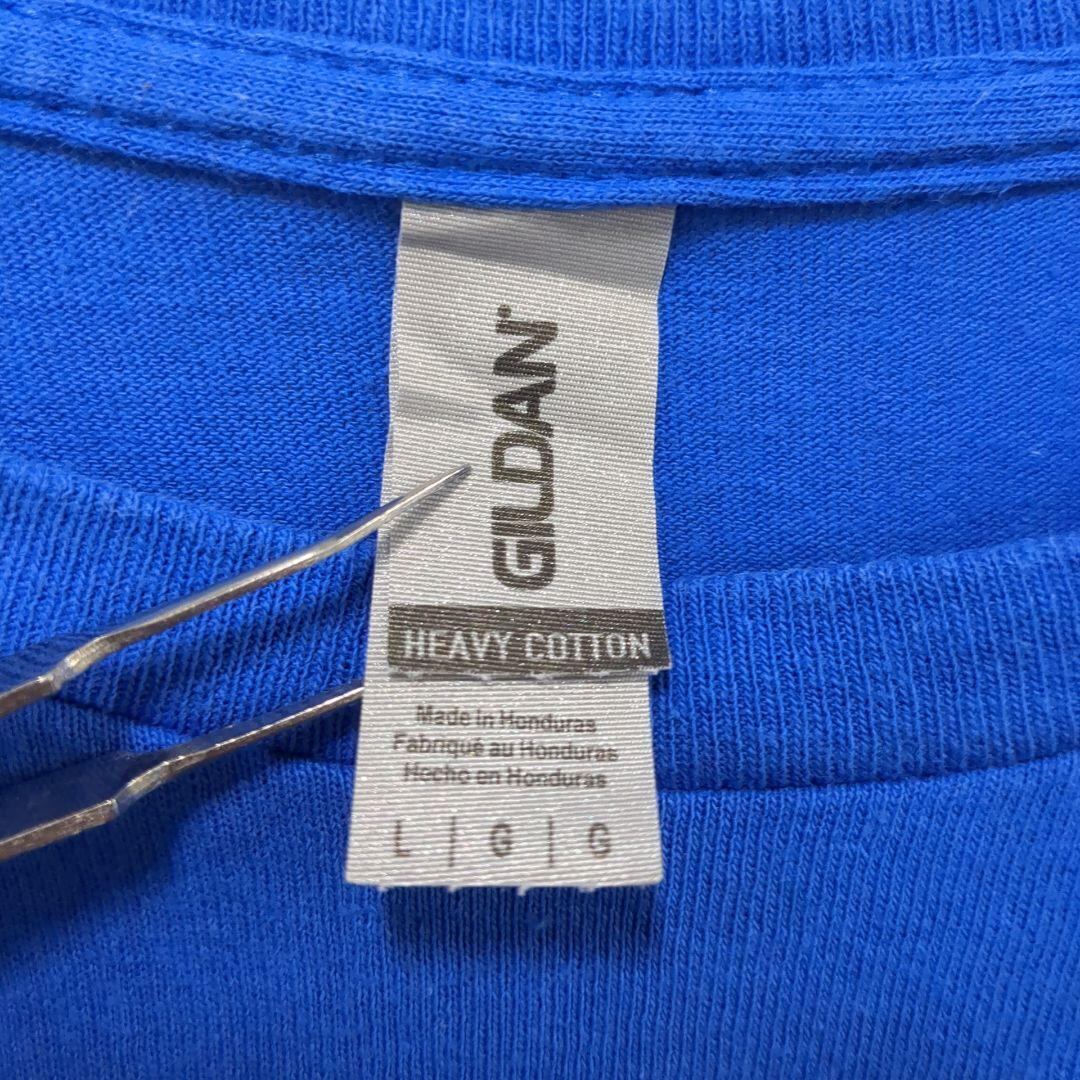 GILDAN®
HEAVY COTTON
Made in Honduras
Fabriqué au Honduras
Hecho en Honduras
L | G | G